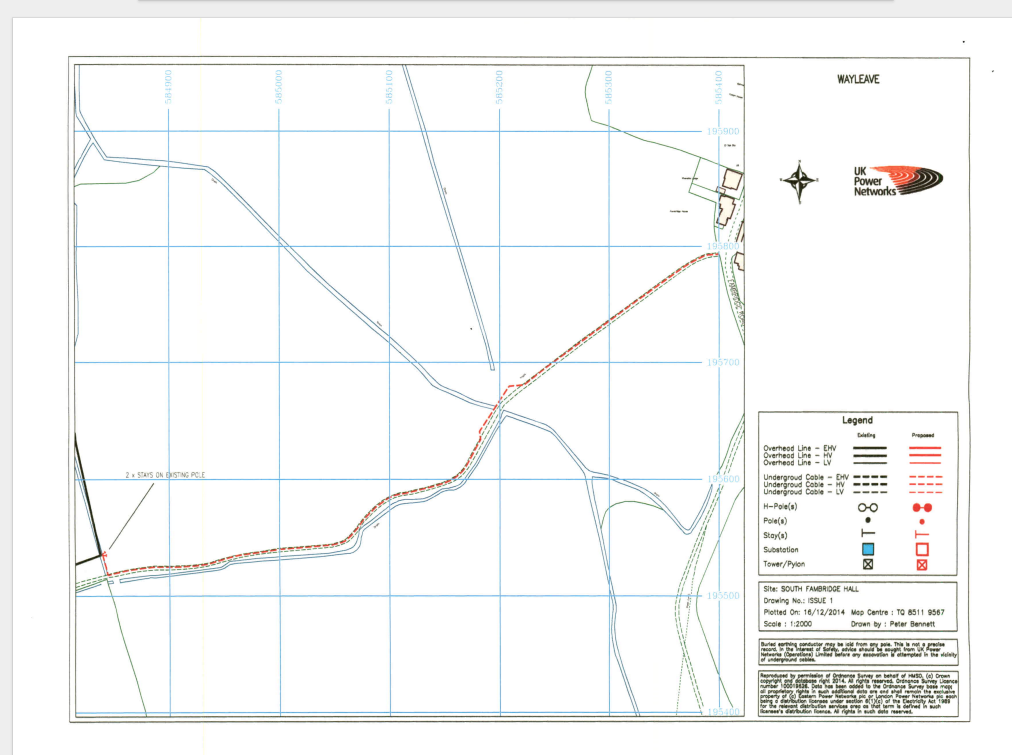 WAYLEAVE
584900
585000
585100
585200
585300
585400
195900
195800
195700
195600
195500
195400
2 x STAYS ON EXISTING POLE
UK
Power
Networks
Legend
Existing
Proposed
Overhead Line - EHV
Overhead Line - HV
Overhead Line - LV
Undergroud Cable - EHV
Undergroud Cable - HV
Undergroud Cable - LV
H-Pole(s)
Pole(s)
Stay(s)
Substation
Tower/Pylon
Site: SOUTH FAMBRIDGE HALL
Drawing No.: ISSUE 1
Plotted On: 16/12/2014 Map Centre : TQ 8511 9567
Scale : 1:2000 Drawn by : Peter Bennett
Buried earthing conductor may be laid from any pole. This is not a precise
record. In the interest of Safety, advice should be sought from UK Power
Networks (Operations) Limited before any excavation is attempted in the vicinity
of underground cables.
Reproduced by permission of Ordnance Survey on behalf of HMSO. (c) Crown
copyright and database right 2014. All rights reserved. Ordnance Survey Licence
number 100019826. Data has been added to the Ordnance Survey base map;
all proprietary rights in such additional data are and shall remain the exclusive
property of (c) Eastern Power Networks plc or London Power Networks plc each
being a distribution licensee under section 6(1)(c) of the Electricity Act 1989
for the relevant distribution services area as that term is defined in such
licensee's distribution licence. All rights in such data reserved.